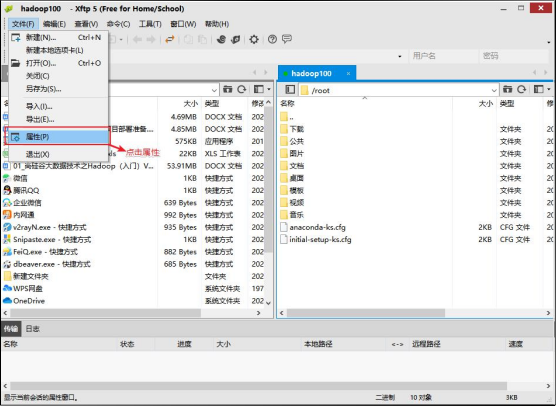 hadoop100 - Xftp 5 (Free for Home/School)
文件(F) 编辑(E) 查看(V) 命令(C) 工具(T) 窗口(W) 帮助(H)
新建(N)... Ctrl+N
新建本地选项卡(L)
打开(O)... Ctrl+O
关闭(C)
另存为(S)...
导入(I)...
导出(E)...
属性(P)
退出(X)
点击属性
用户名 密码
hadoop100
/root
大小 类型 修
4.69MB DOCX 文档 202
目部署准备... 4.85MB DOCX 文档 202
575KB 应用程序 201
xls 22KB XLS 工作表 202
01_尚硅谷大数据技术之Hadoop（入门）V... 53.91MB DOCX 文档 202
微信 1KB 快捷方式 202
腾讯QQ 1KB 快捷方式 202
企业微信 639 Bytes 快捷方式 202
内网通 992 Bytes 快捷方式 202
v2rayN.exe - 快捷方式 935 Bytes 快捷方式 202
Snipaste.exe - 快捷方式 1KB 快捷方式 202
FeiQ.exe - 快捷方式 882 Bytes 快捷方式 202
dbeaver.exe - 快捷方式 685 Bytes 快捷方式 202
新建文件夹 文件夹 202
WPS网盘 系统文件夹 197
OneDrive 系统文件夹 202
名称 大小 类型 修
..
下载 文件夹 20
公共 文件夹 20
图片 文件夹 20
文档 文件夹 20
桌面 文件夹 20
模板 文件夹 20
视频 文件夹 20
音乐 文件夹 20
anaconda-ks.cfg 2KB CFG 文件 20
initial-setup-ks.cfg 2KB CFG 文件 20
传输 日志
名称 状态 进度 大小 本地路径 <-> 远程路径 速度
显示当前会话的属性窗口。 二进制 10 对象 3KB